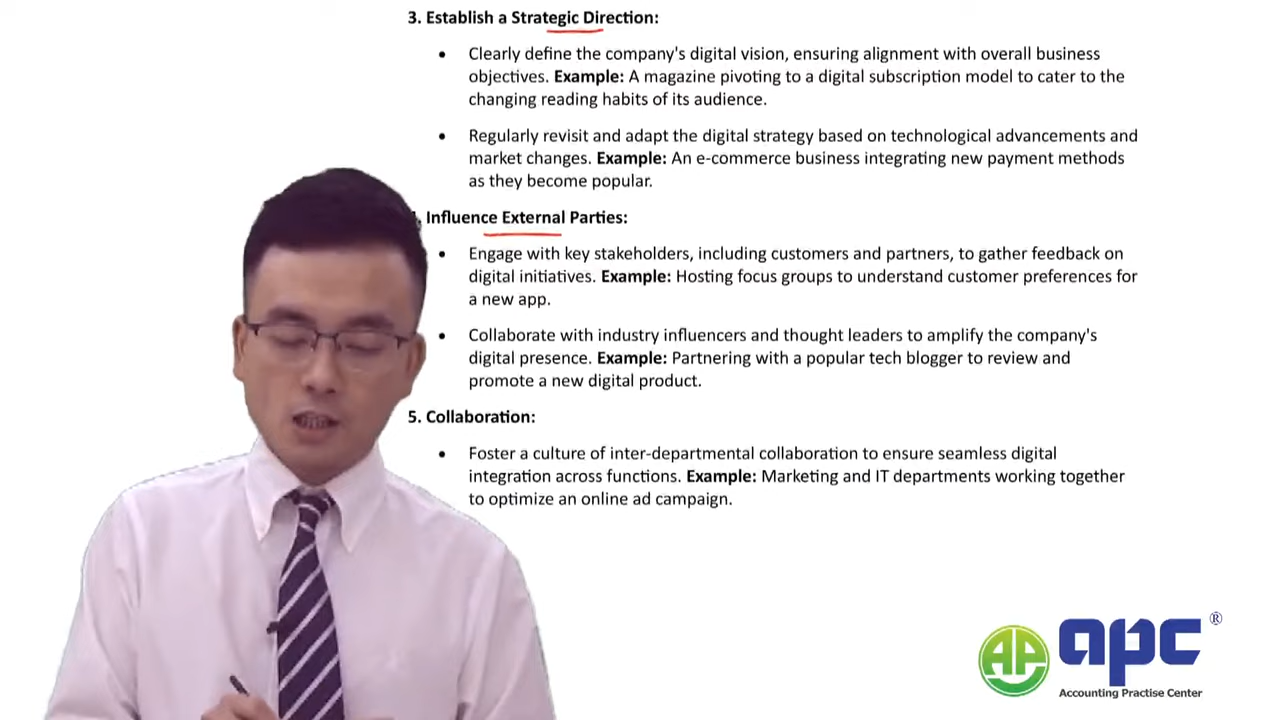 3. Establish a Strategic Direction:
• Clearly define the company's digital vision, ensuring alignment with overall business
objectives. Example: A magazine pivoting to a digital subscription model to cater to the
changing reading habits of its audience.
• Regularly revisit and adapt the digital strategy based on technological advancements and
market changes. Example: An e-commerce business integrating new payment methods
as they become popular.
Influence External Parties:
• Engage with key stakeholders, including customers and partners, to gather feedback on
digital initiatives. Example: Hosting focus groups to understand customer preferences for
a new app.
• Collaborate with industry influencers and thought leaders to amplify the company's
digital presence. Example: Partnering with a popular tech blogger to review and
promote a new digital product.
5. Collaboration:
• Foster a culture of inter-departmental collaboration to ensure seamless digital
integration across functions. Example: Marketing and IT departments working together
to optimize an online ad campaign.
AP apc ®
Accounting Practise Center